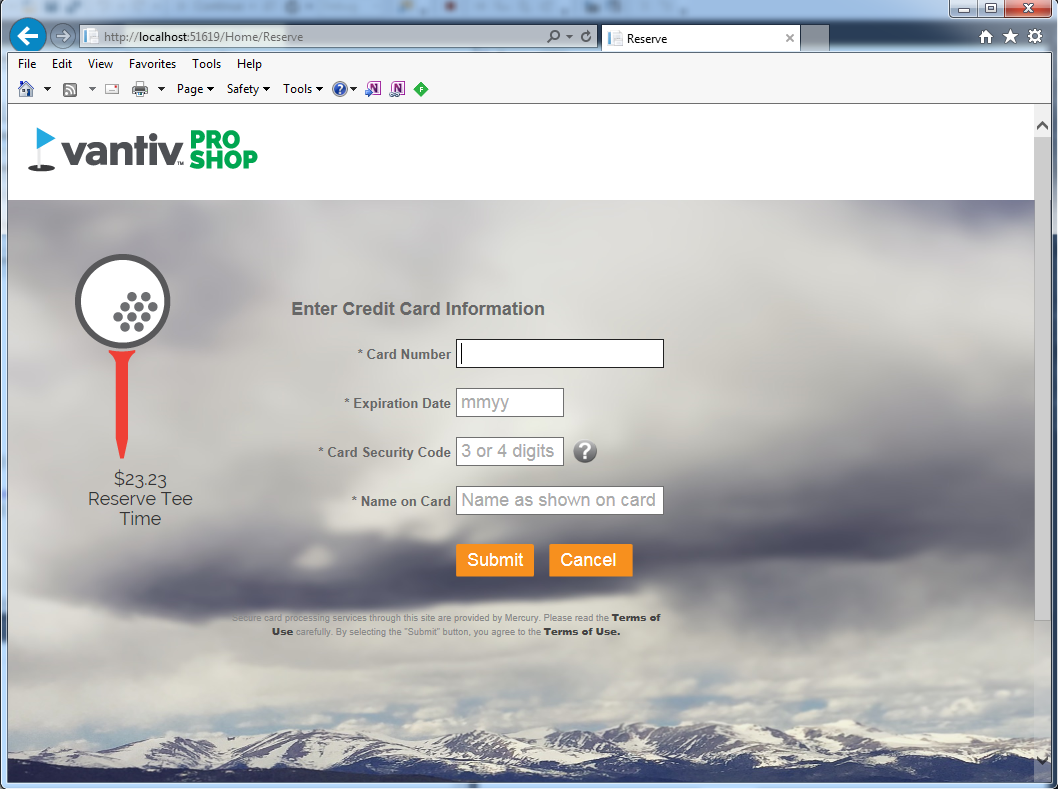 http://localhost:51619/Home/Reserve
Reserve
File Edit View Favorites Tools Help
Page Safety Tools
vantiv™ PRO SHOP
Enter Credit Card Information
* Card Number
* Expiration Date mmyy
* Card Security Code 3 or 4 digits ?
* Name on Card Name as shown on card
$23.23
Reserve Tee
Time
Submit Cancel
Secure card processing services through this site are provided by Mercury. Please read the Terms of
Use carefully. By selecting the "Submit" button, you agree to the Terms of Use.